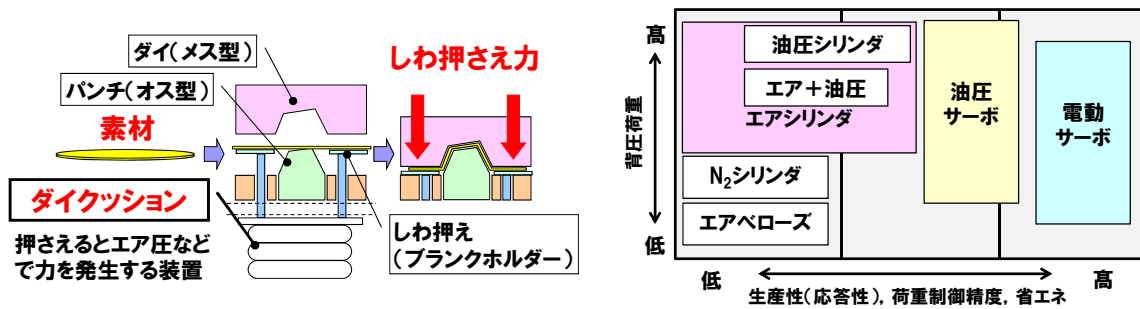 ダイ(メス型)
パンチ(オス型)
素材
しわ押さえ力
ダイクッション
押さえるとエア圧など
で力を発生する装置
しわ押え
(ブランクホルダー)
高
背圧荷重
低
油圧シリンダ
エア+油圧
エアシリンダ
N₂シリンダ
エアベローズ
油圧
サーボ
電動
サーボ
低
高
生産性(応答性),荷重制御精度,省エネ